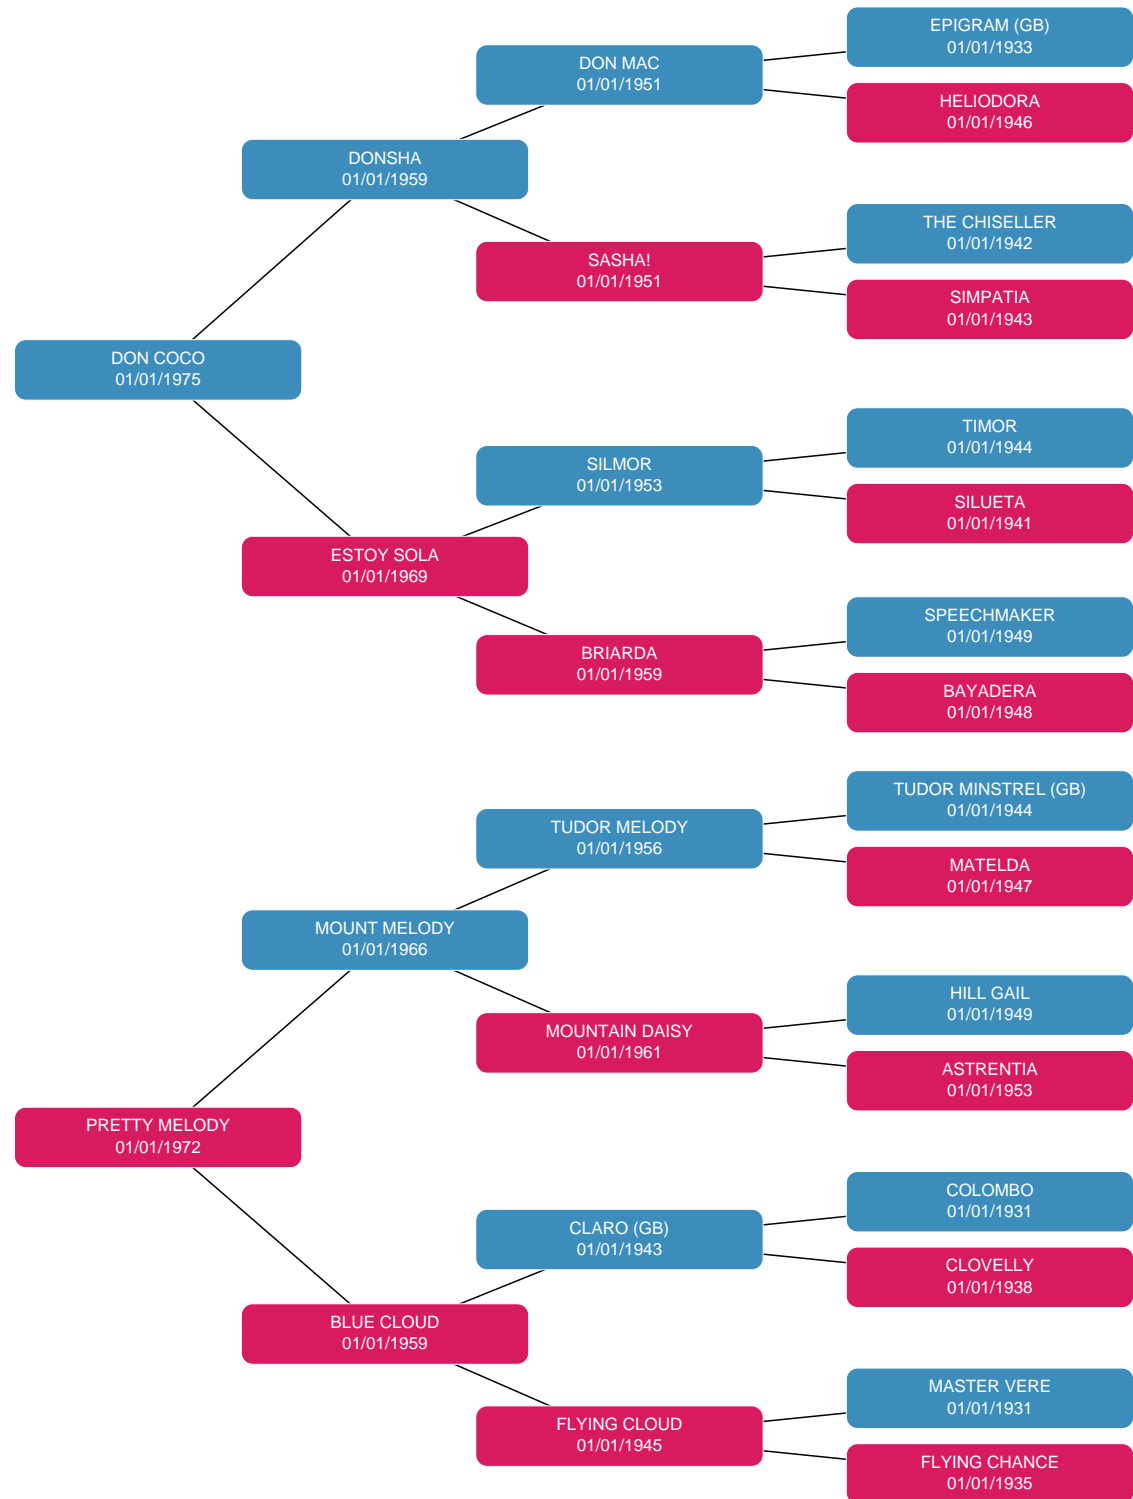 EPIGRAM (GB)
01/01/1933
DON MAC
01/01/1951
HELIODORA
01/01/1946
DONSHA
01/01/1959
THE CHISELLER
01/01/1942
SASHA!
01/01/1951
SIMPATIA
01/01/1943
DON COCO
01/01/1975
TIMOR
01/01/1944
SILMOR
01/01/1953
SILUETA
01/01/1941
ESTOY SOLA
01/01/1969
SPEECHMAKER
01/01/1949
BRIARDA
01/01/1959
BAYADERA
01/01/1948
TUDOR MINSTREL (GB)
01/01/1944
TUDOR MELODY
01/01/1956
MATELDA
01/01/1947
MOUNT MELODY
01/01/1966
HILL GAIL
01/01/1949
MOUNTAIN DAISY
01/01/1961
ASTRENTIA
01/01/1953
PRETTY MELODY
01/01/1972
COLOMBO
01/01/1931
CLARO (GB)
01/01/1943
CLOVELLY
01/01/1938
BLUE CLOUD
01/01/1959
MASTER VERE
01/01/1931
FLYING CLOUD
01/01/1945
FLYING CHANCE
01/01/1935